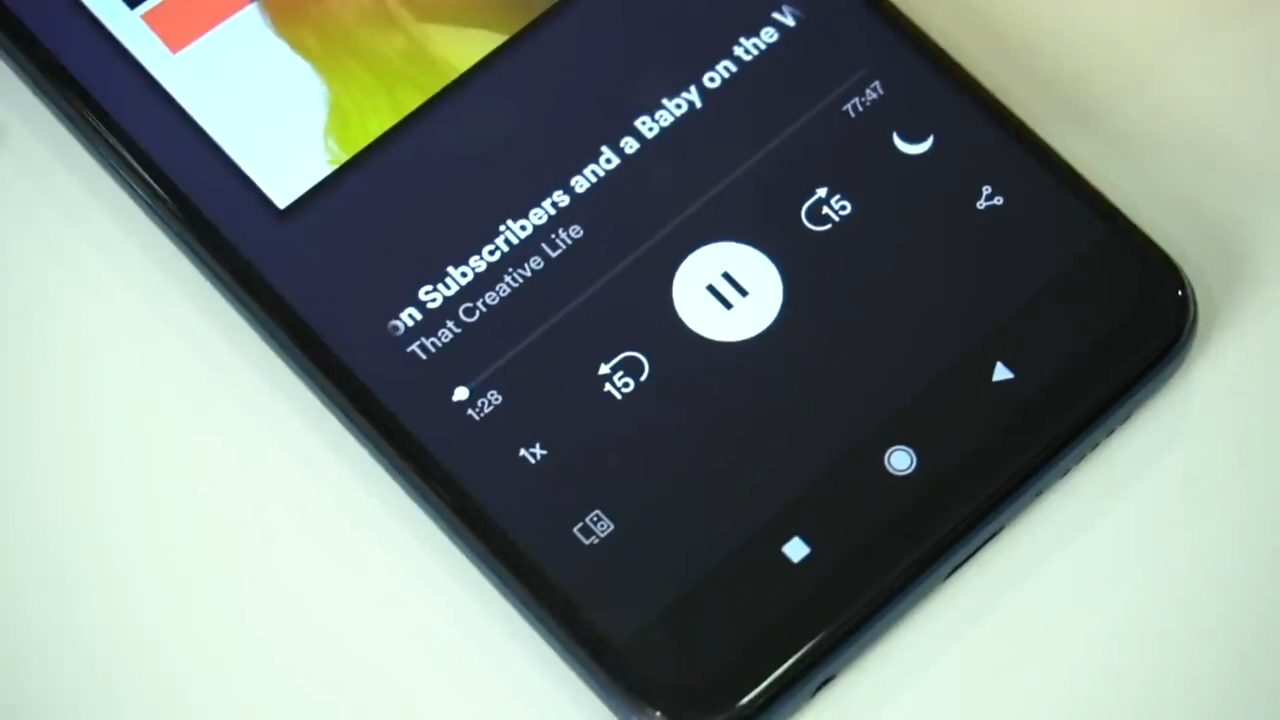 on Subscribers and a Baby on the W
That Creative Life
77:47
1:28
15
15
1x